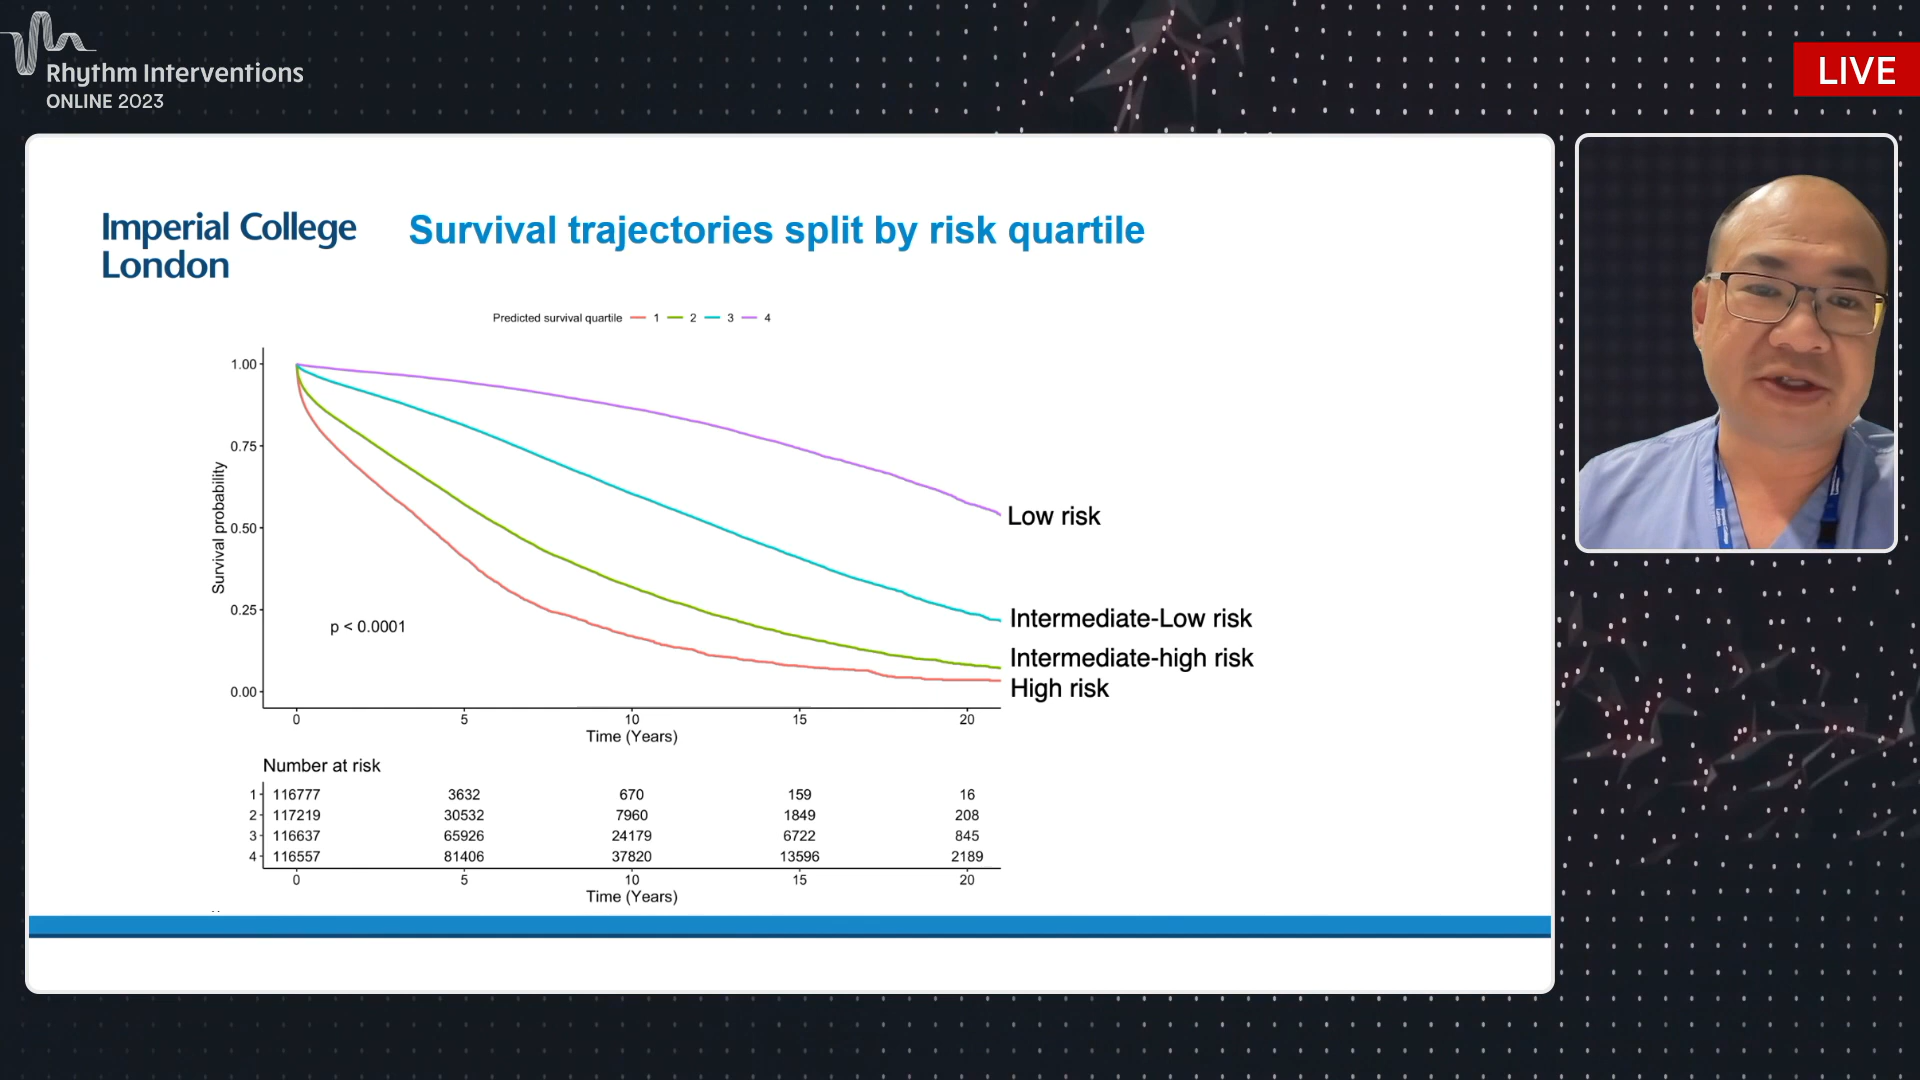 Rhythm Interventions
ONLINE 2023
LIVE
Imperial College
London
Survival trajectories split by risk quartile
Predicted survival quartile 1 2 3 4
Survival probability
1.00
0.75
0.50
0.25
0.00
p < 0.0001
Low risk
Intermediate-Low risk
Intermediate-high risk
High risk
0 5 10 15 20
Time (Years)
Number at risk
1 116777 3632 670 159 16
2 117219 30532 7960 1849 208
3 116637 65926 24179 6722 845
4 116557 81406 37820 13596 2189
0 5 10 15 20
Time (Years)